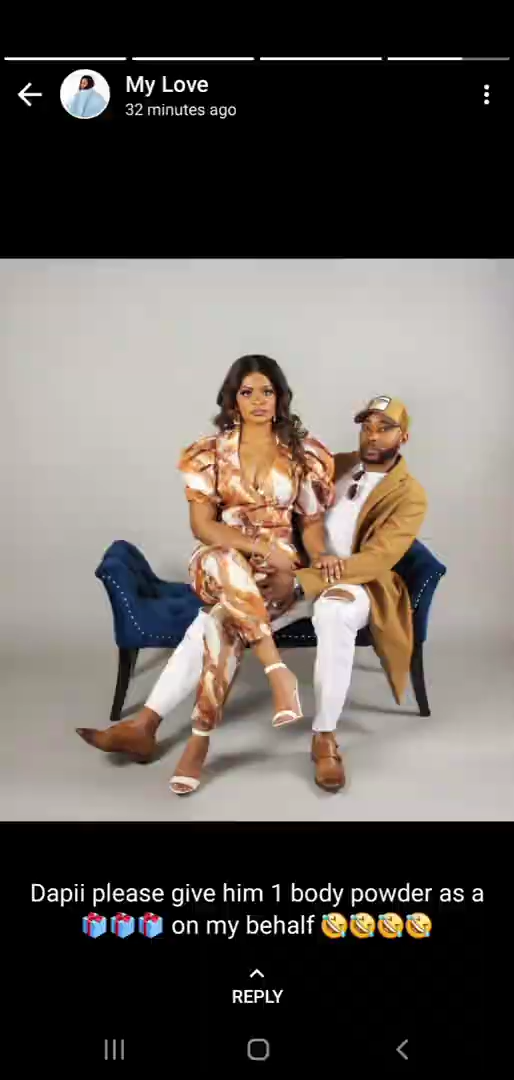 My Love
32 minutes ago
Dapii please give him 1 body powder as a
🎁🎁🎁 on my behalf 🤣🤣🤣🤣
REPLY